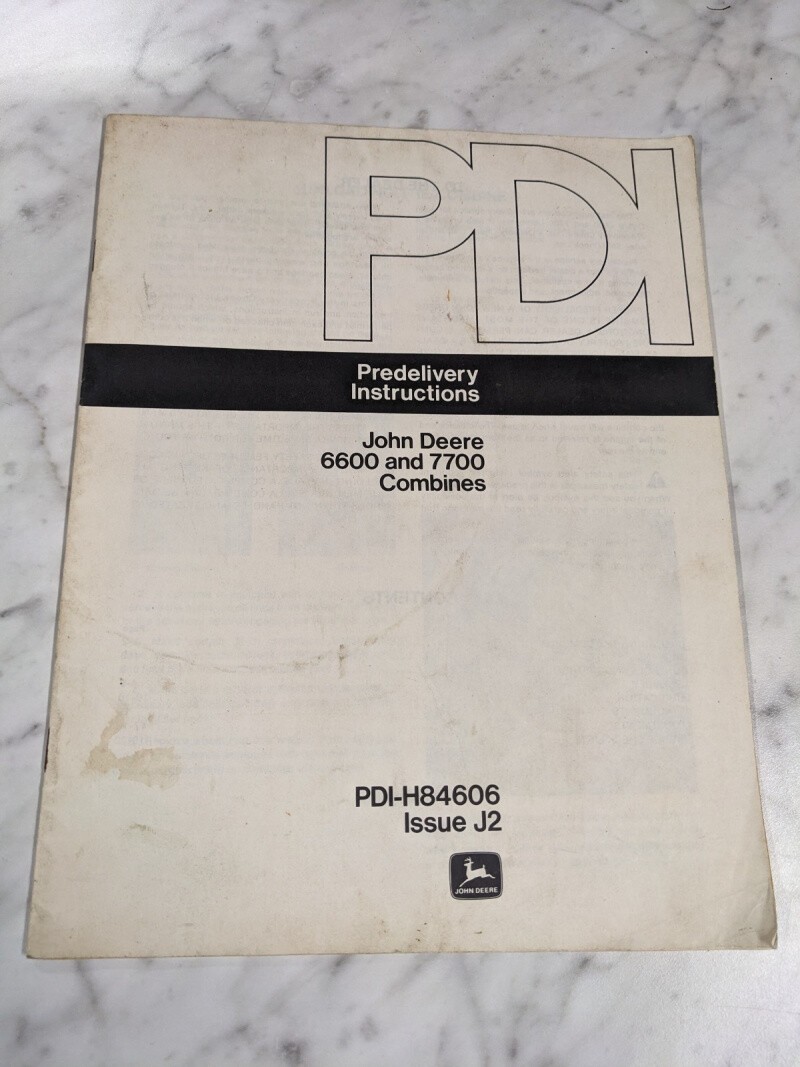 PDI
Predelivery
Instructions
John Deere
6600 and 7700
Combines
PDI-H84606
Issue J2
JOHN DEERE